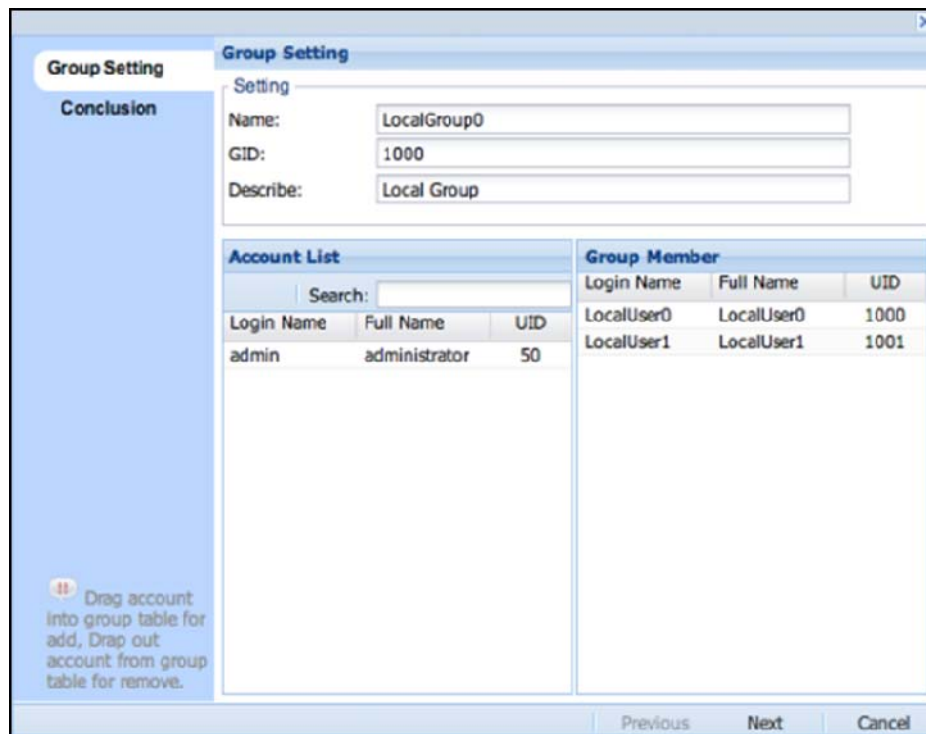 Group Setting
Conclusion
Group Setting
Setting
Name: LocalGroup0
GID: 1000
Describe: Local Group
Account List
Search:
Login Name Full Name UID
admin administrator 50
Group Member
Login Name Full Name UID
LocalUser0 LocalUser0 1000
LocalUser1 LocalUser1 1001
Drag account
into group table for
add, Drap out
account from group
table for remove.
Previous Next Cancel